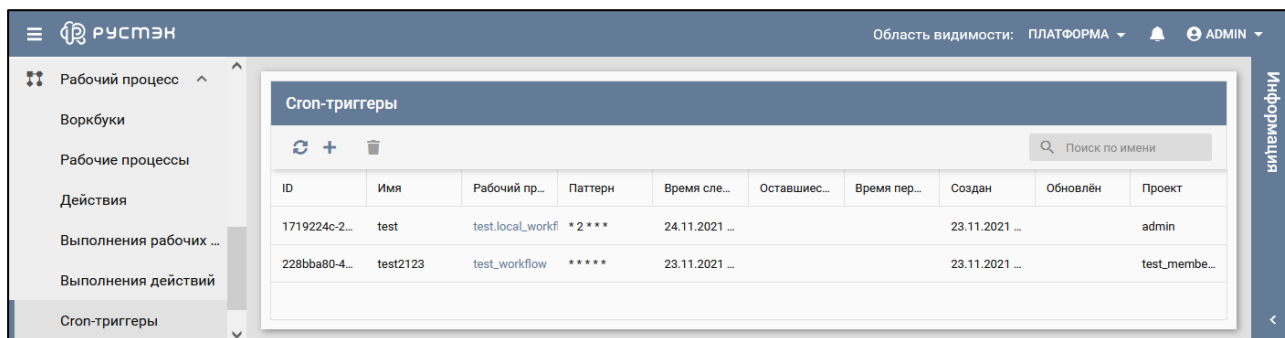 РУСТЭК Область видимости: ПЛАТФОРМА ADMIN
Рабочий процесс
Воркбуки
Рабочие процессы
Действия
Выполнения рабочих ...
Выполнения действий
Cron-триггеры
Cron-триггеры
Поиск по имени
ID Имя Рабочий пр... Паттерн Время сле... Оставшиес... Время пер... Создан Обновлён Проект
1719224c-2... test test.local_workfl * 2 * * * 24.11.2021 ... 23.11.2021 ... admin
228bba80-4... test2123 test_workflow * * * * * 23.11.2021 ... 23.11.2021 ... test_membe...
Информация